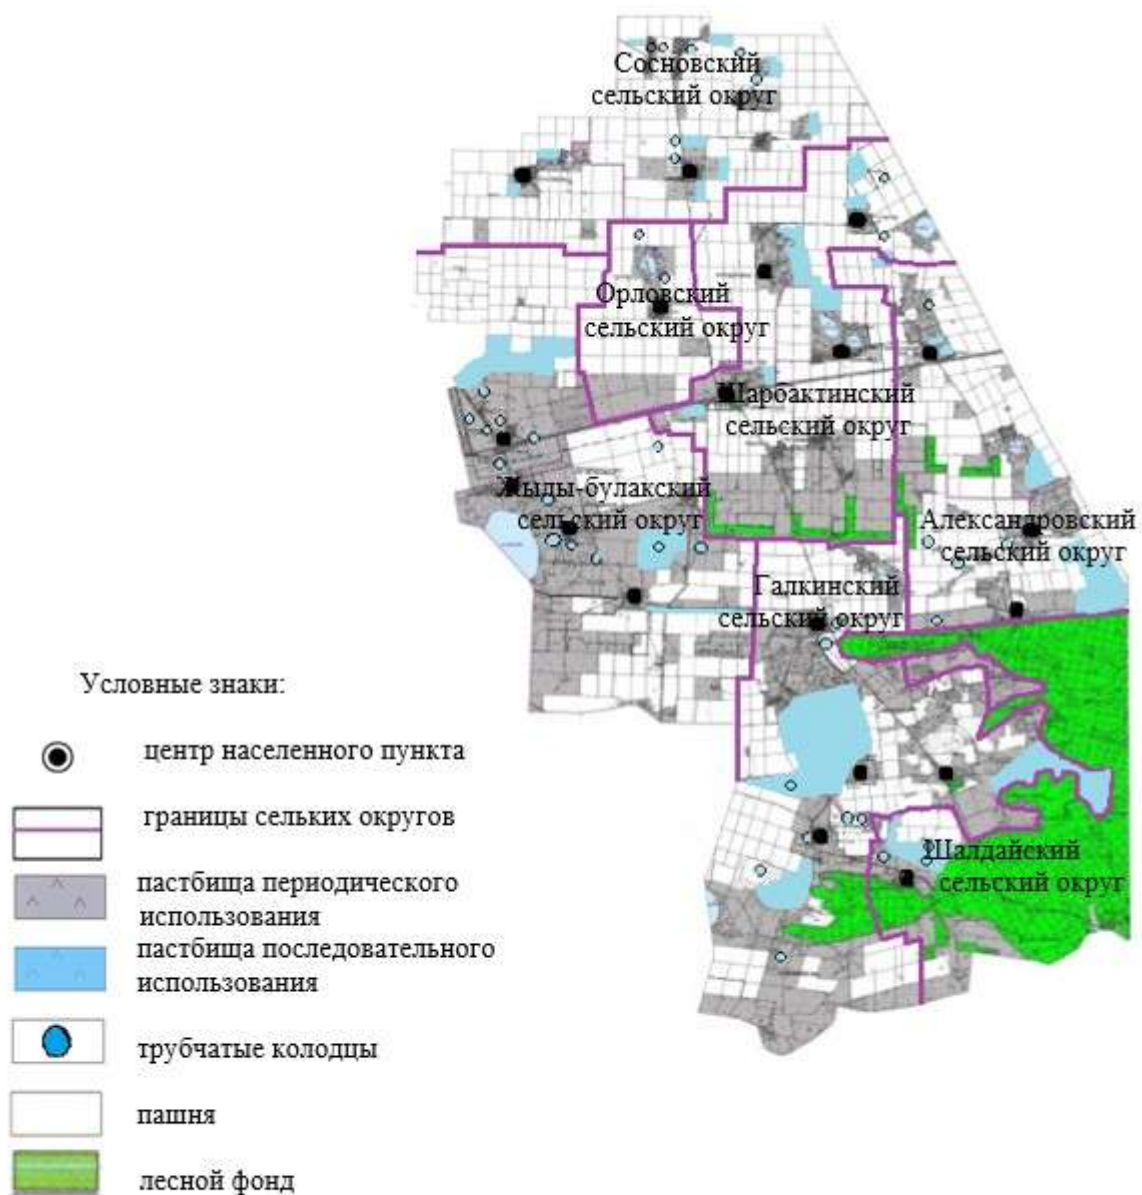 Сосновский
сельский округ
Орловский
сельский округ
Шарбактинский
сельский округ
Жыды-булакский
сельский округ
Александровский
сельский округ
Галкинский
сельский округ
Шалдайский
сельский округ
Условные знаки:
центр населенного пункта
границы сельких округов
пастбища периодического
использования
пастбища последовательного
использования
трубчатые колодцы
пашня
лесной фонд